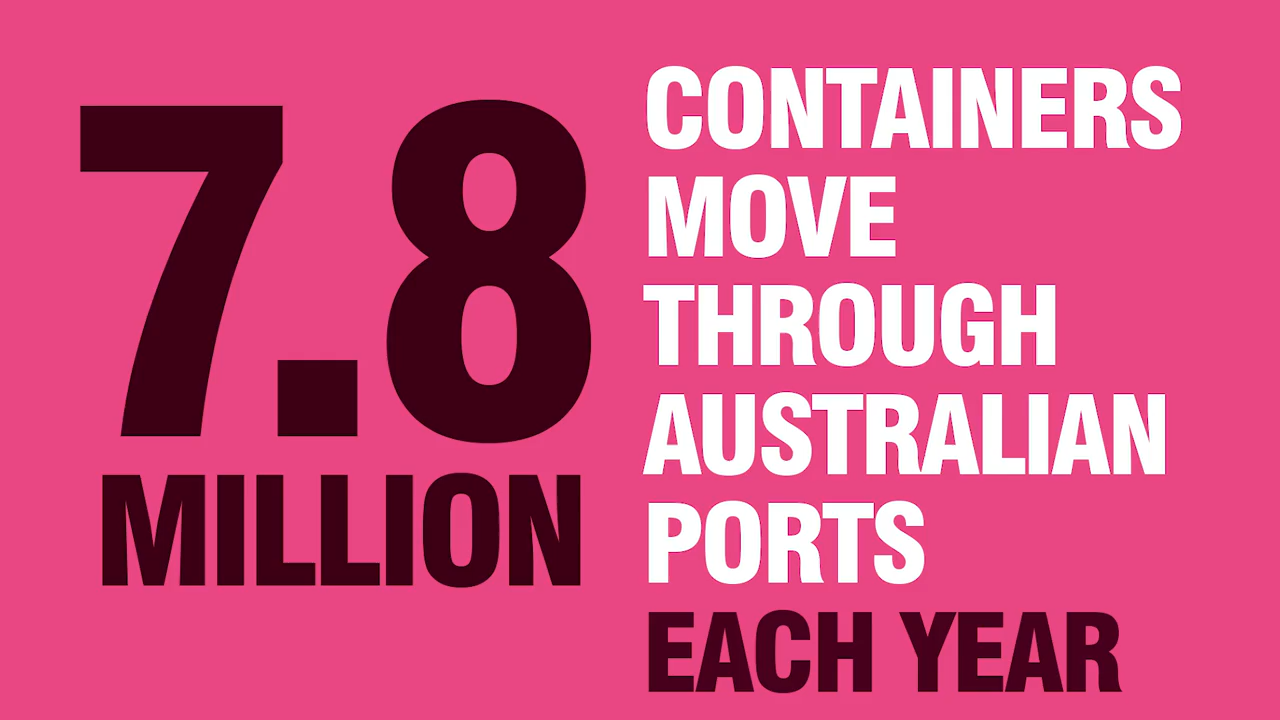 7.8
MILLION
CONTAINERS
MOVE
THROUGH
AUSTRALIAN
PORTS
EACH YEAR